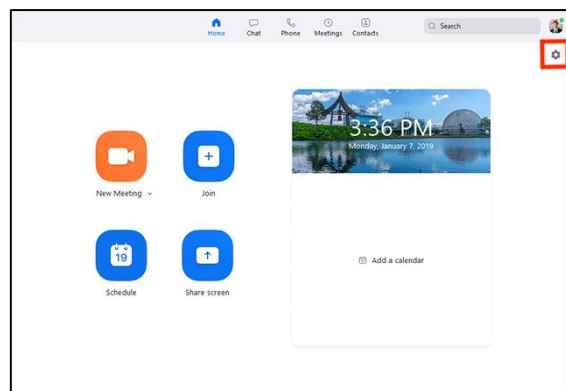 Home Chat Phone Meetings Contacts Search
3:36 PM
Monday, January 7, 2019
New Meeting Join
19
Schedule Share screen
Add a calendar